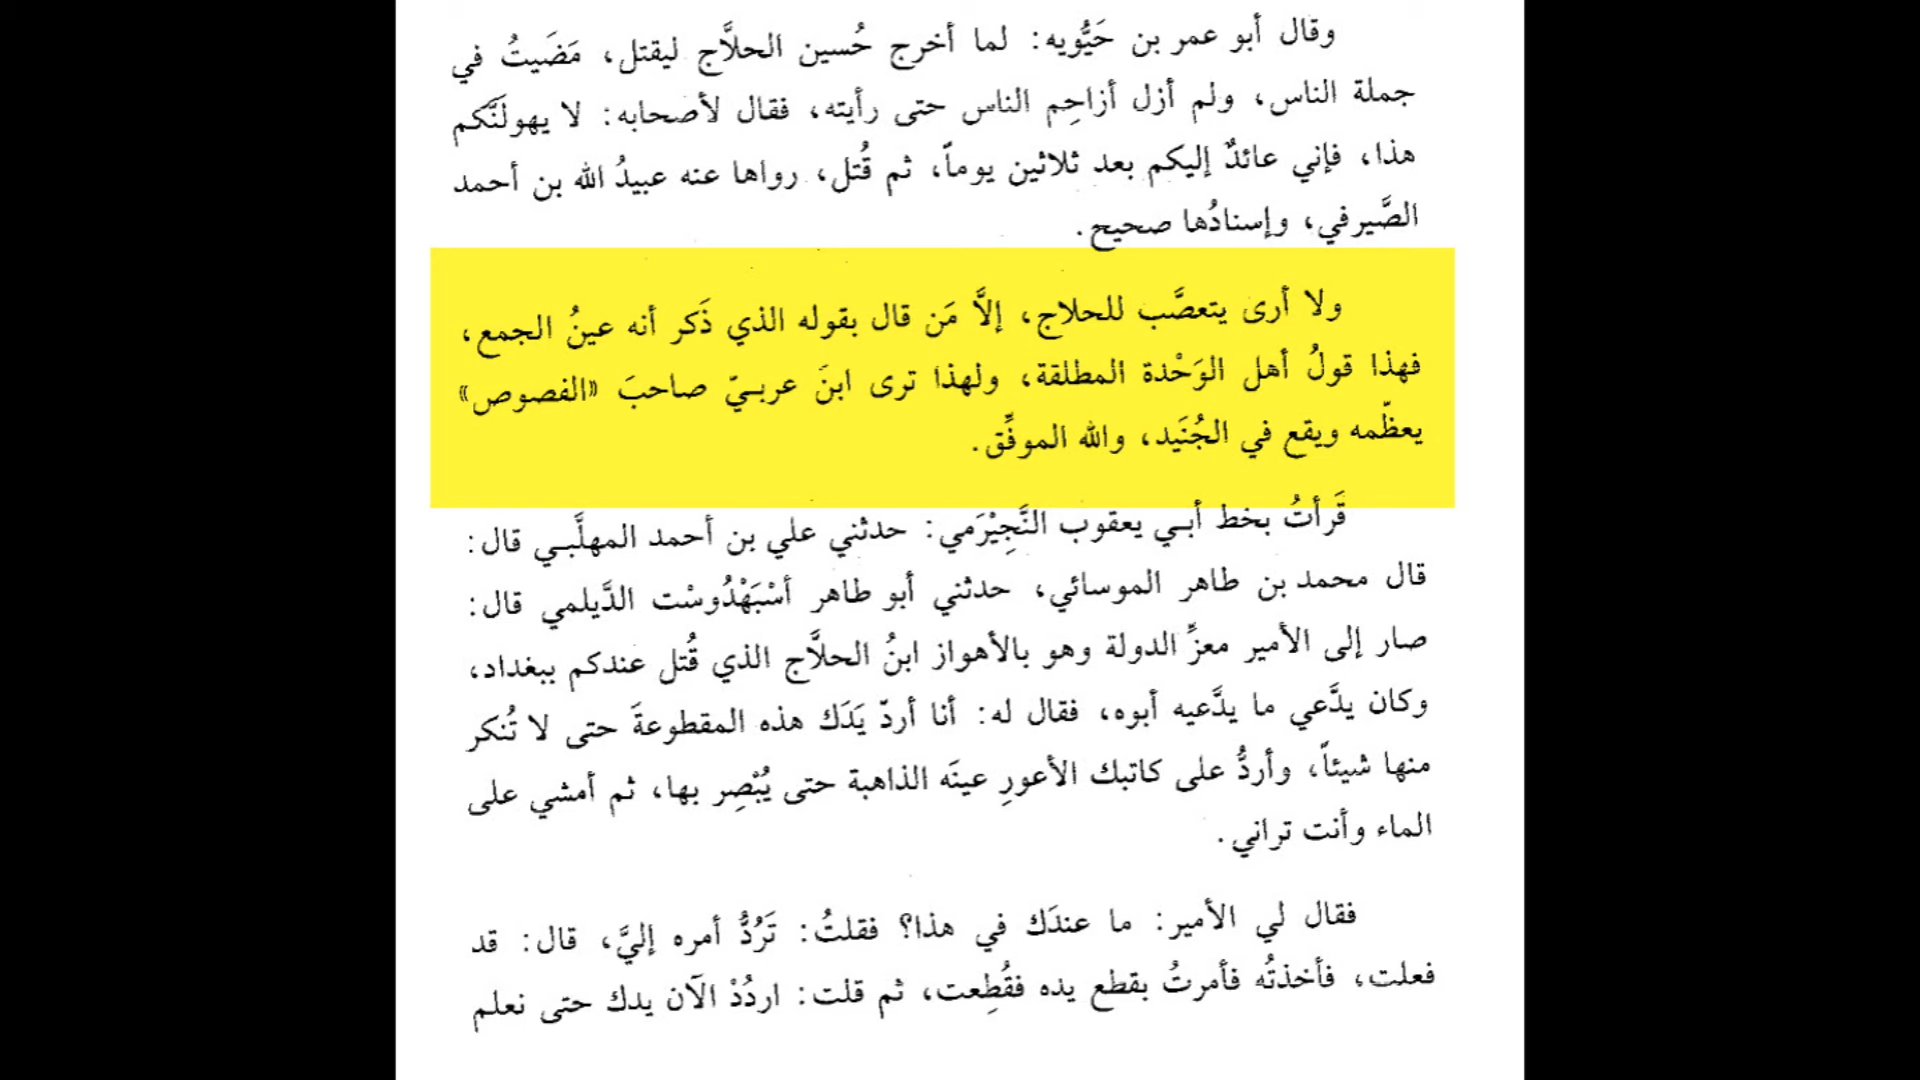 وقال أبو عمر بن حَيُّويه: لما أخرج حُسين الحلاَّج ليقتل، مَضَيتُ في
جملة الناس، ولم أزل أزاحِم الناس حتى رأيته، فقال لأصحابه: لا يهولَنَّكم
هذا، فإني عائدٌ إليكم بعد ثلاثين يوماً، ثم قُتل، رواها عنه عبيدُ الله بن أحمد
الصَّيرفي، وإسنادُها صحيح.
ولا أرى يتعصَّب للحلاج، إلاَّ مَن قال بقوله الذي ذَكر أنه عينُ الجمع،
فهذا قولُ أهل الوَحْدة المطلقة، ولهذا ترى ابنَ عربـيّ صاحبَ «الفصوص»
يعظّمه ويقع في الجُنَيد، والله الموفِّق.
قَرأتُ بخط أبـي يعقوب النَّجِيْرَمي: حدثني علي بن أحمد المهلَّبـي قال:
قال محمد بن طاهر الموسائي، حدثني أبو طاهر أسْبَهْدُوسْت الدَّيلمي قال:
صار إلى الأمير معزِّ الدولة وهو بالأهواز ابنُ الحلاَّج الذي قُتل عندكم ببغداد،
وكان يدَّعي ما يدَّعيه أبوه، فقال له: أنا أردّ يَدَك هذه المقطوعةَ حتى لا تُنكر
منها شيئاً، وأردُّ على كاتبك الأعورِ عينَه الذاهبة حتى يُبْصِر بها، ثم أمشي على
الماء وأنت تراني.
فقال لي الأمير: ما عندَك في هذا؟ فقلتُ: تَرُدُّ أمره إليَّ، قال: قد
فعلت، فأخذتُه فأمرتُ بقطع يده فقُطِعت، ثم قلت: اردُدْ الآن يدك حتى نعلم